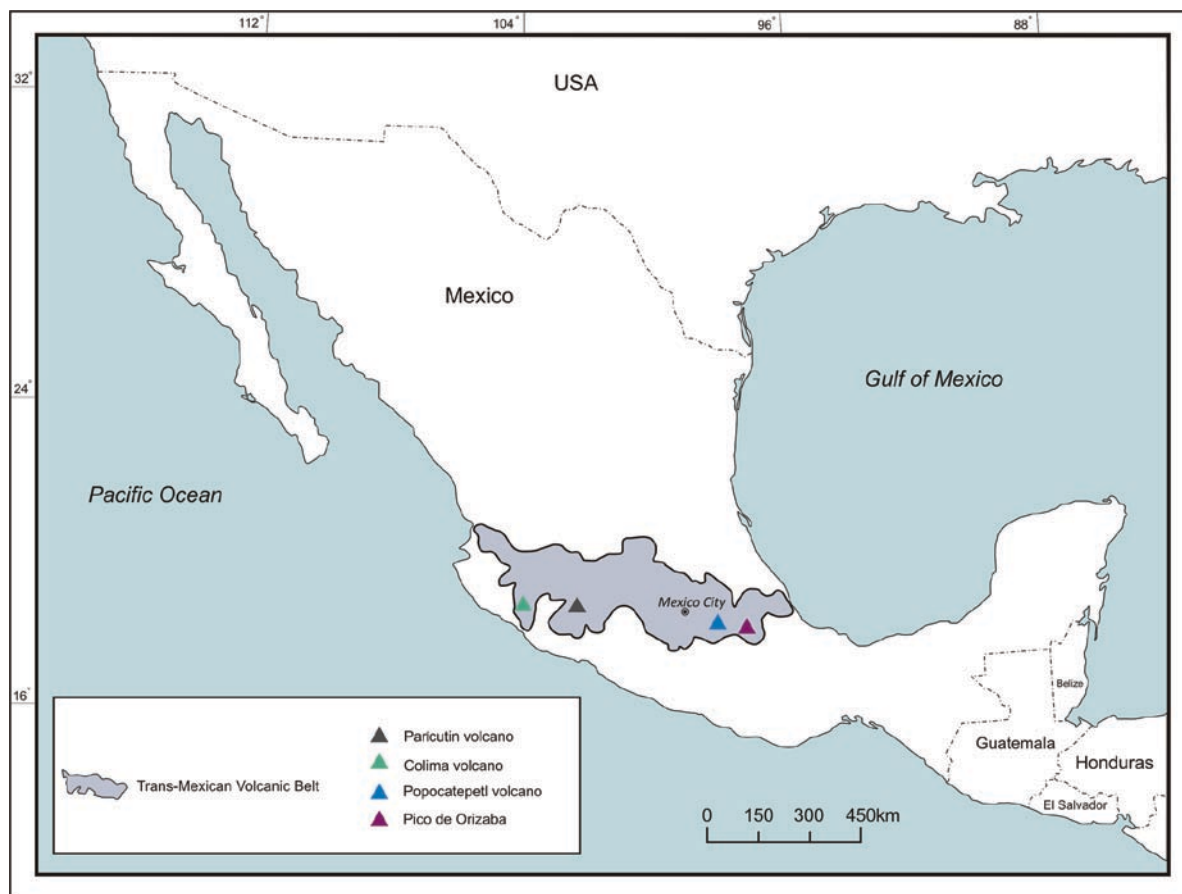 112°
104°
96°
88°
32°
24°
16°
USA
Mexico
Gulf of Mexico
Pacific Ocean
Mexico City
Belize
Guatemala
Honduras
El Salvador
Trans-Mexican Volcanic Belt
Paricutin volcano
Colima volcano
Popocatepetl volcano
Pico de Orizaba
0 150 300 450km